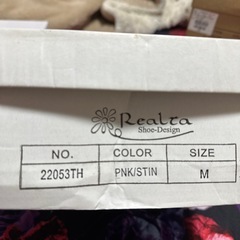 Realta
Shoe-Design
NO. COLOR SIZE
22053TH PNK/STIN M